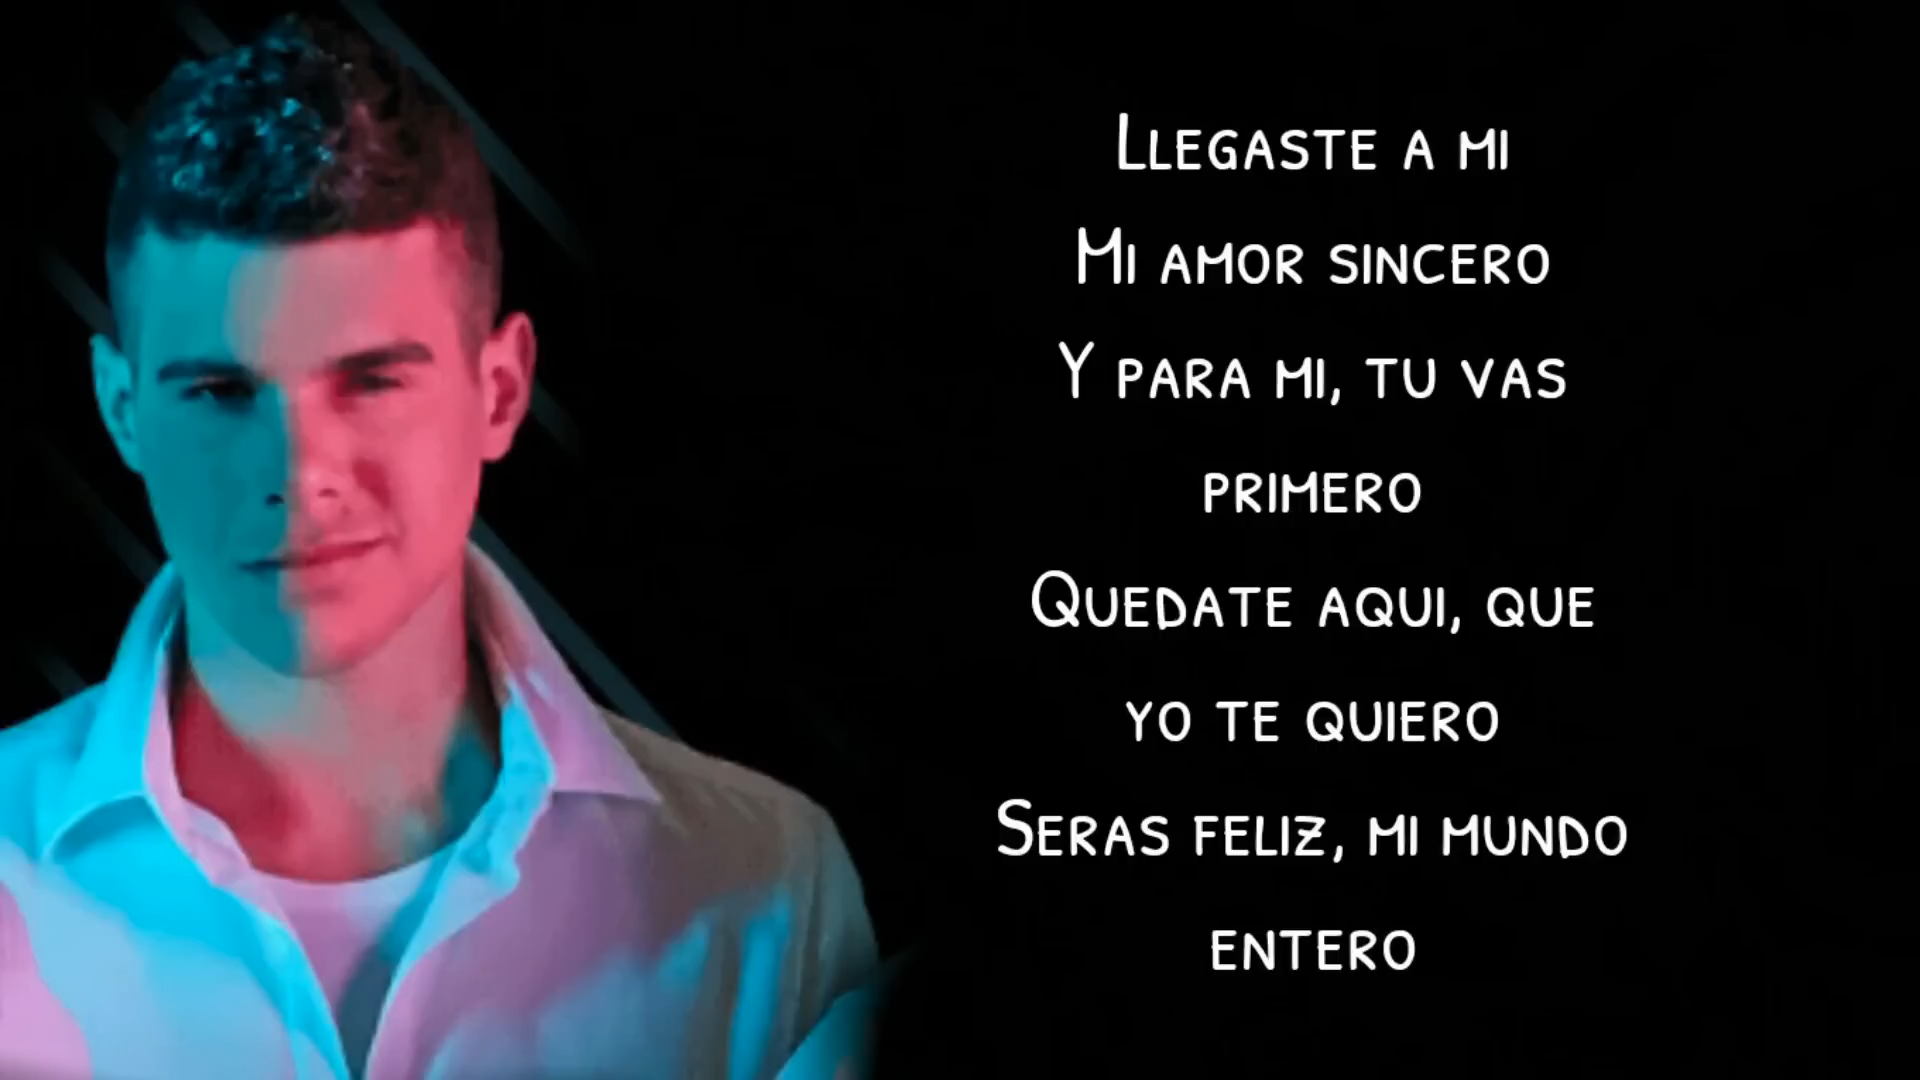 Llegaste a mi
Mi amor sincero
Y para mi, tu vas
primero
Quedate aqui, que
yo te quiero
Seras feliz, mi mundo
entero